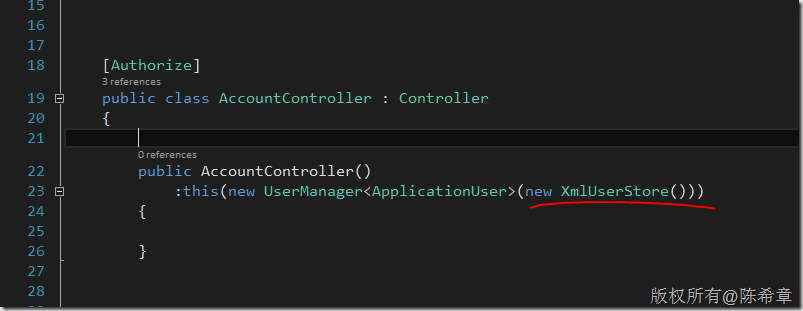 15
16
17
18 [Authorize]
3 references
19 public class AccountController : Controller
20 {
21
0 references
22 public AccountController()
23 :this(new UserManager<ApplicationUser>(new XmlUserStore()))
24 {
25
26 }
27
28
版权所有@陈希章